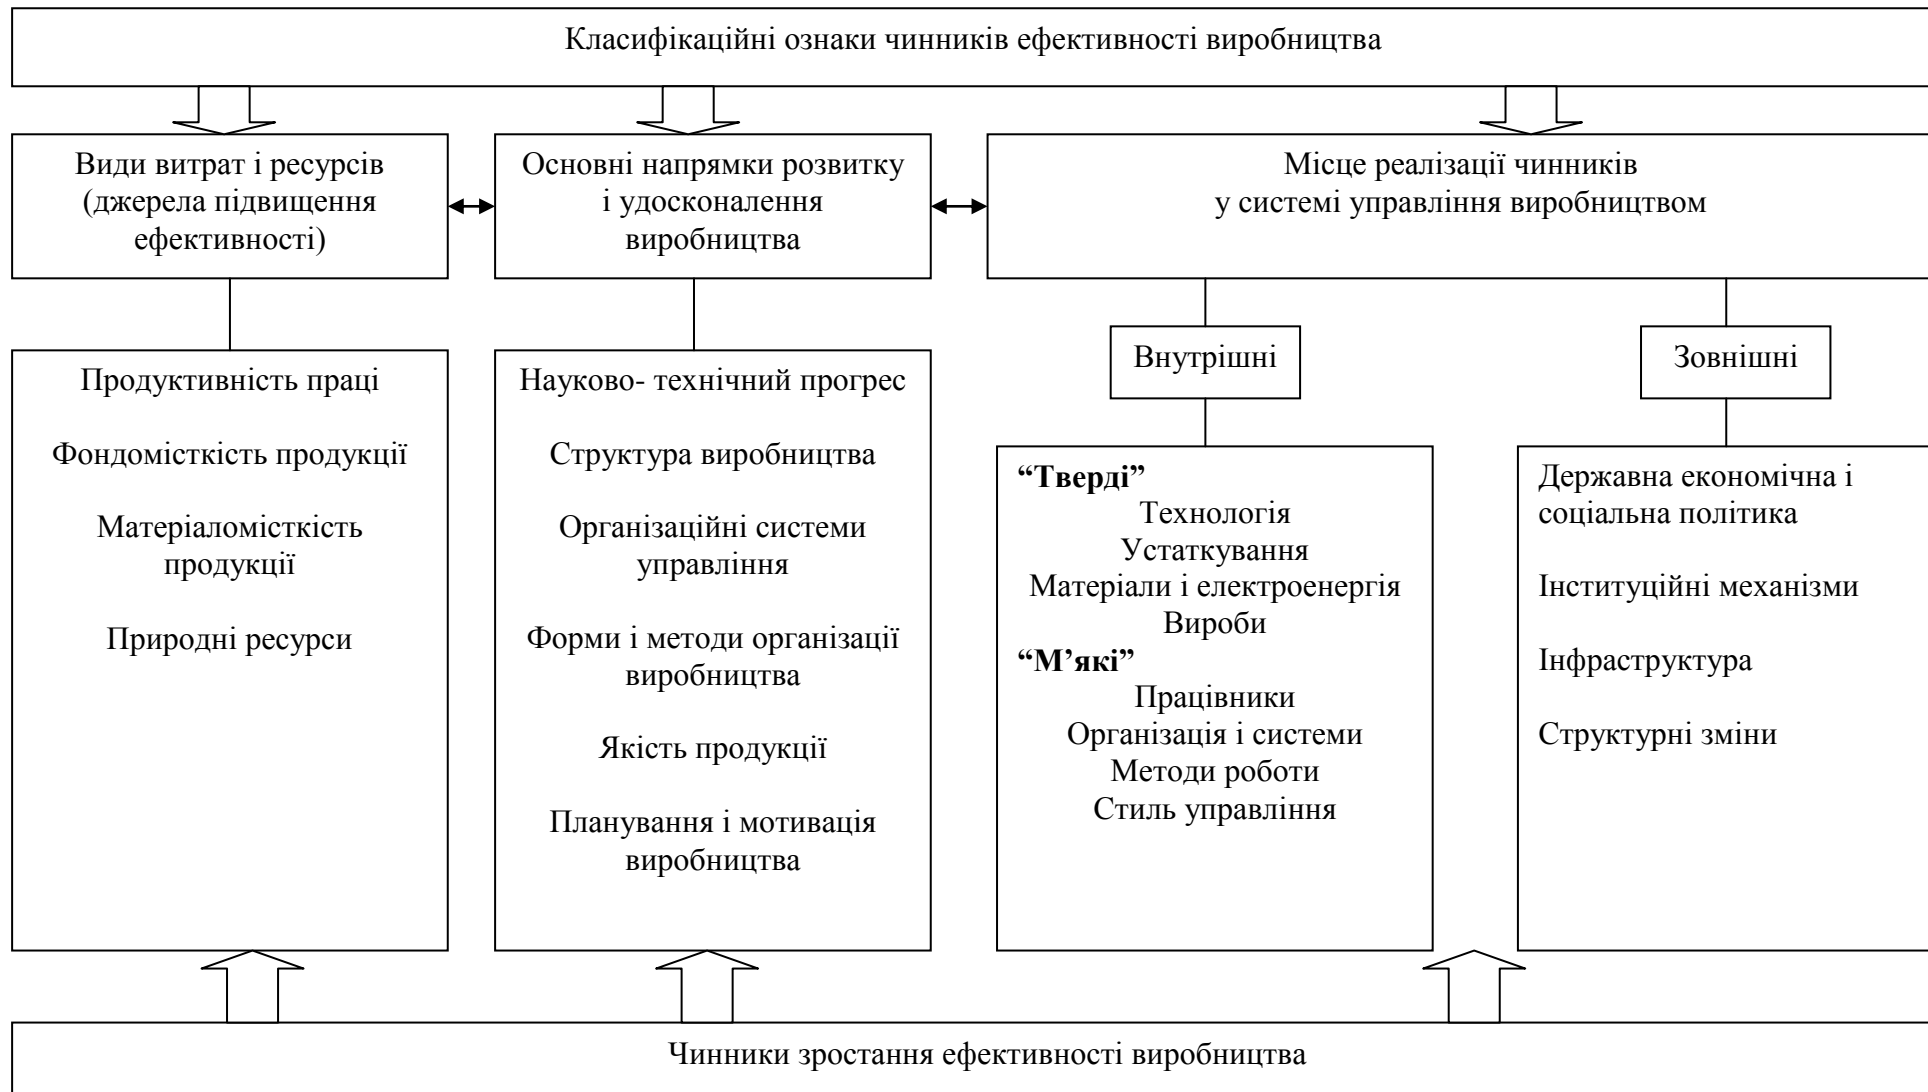 Класифікаційні ознаки чинників ефективності виробництва
Види витрат і ресурсів
(джерела підвищення
ефективності)
Основні напрямки розвитку
і удосконалення
виробництва
Місце реалізації чинників
у системі управління виробництвом
Внутрішні
Зовнішні
Продуктивність праці
Фондомісткість продукції
Матеріаломісткість
продукції
Природні ресурси
Науково- технічний прогрес
Структура виробництва
Організаційні системи
управління
Форми і методи організації
виробництва
Якість продукції
Планування і мотивація
виробництва
“Тверді”
Технологія
Устаткування
Матеріали і електроенергія
Вироби
“М’які”
Працівники
Організація і системи
Методи роботи
Стиль управління
Державна економічна і
соціальна політика
Інституційні механізми
Інфраструктура
Структурні зміни
Чинники зростання ефективності виробництва